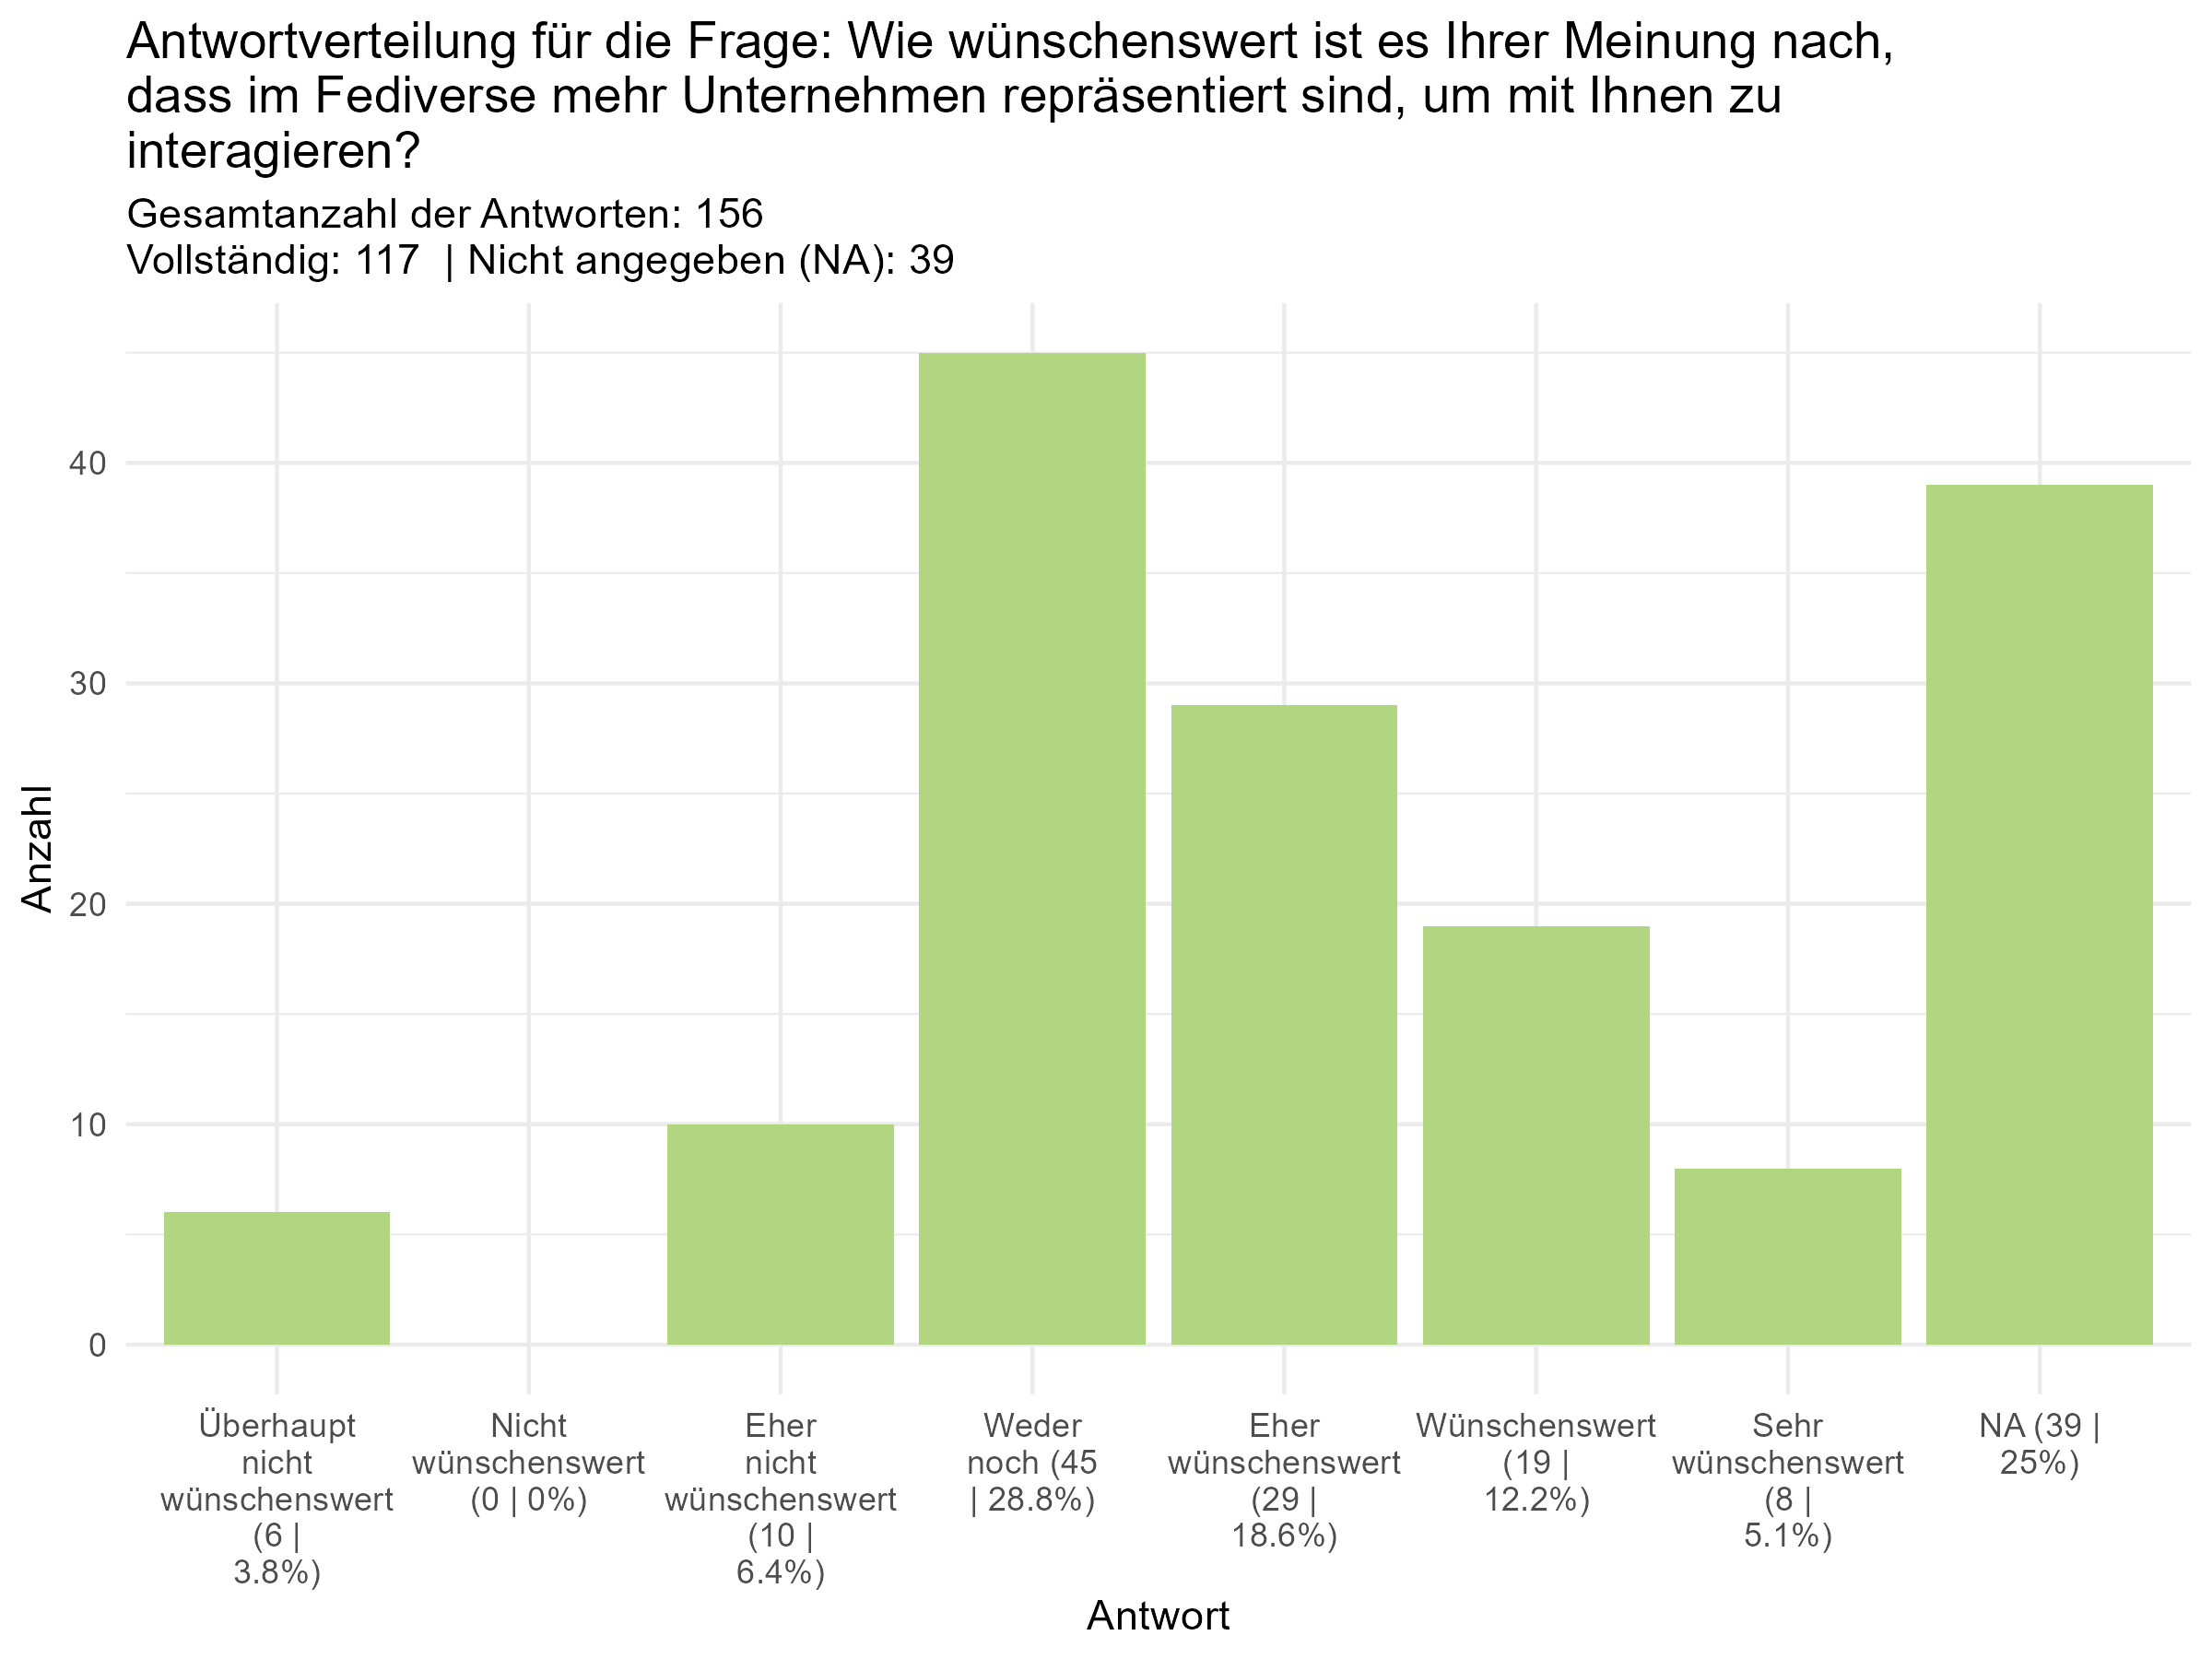 Antwortverteilung für die Frage: Wie wünschenswert ist es Ihrer Meinung nach,
dass im Fediverse mehr Unternehmen repräsentiert sind, um mit Ihnen zu
interagieren?
Gesamtanzahl der Antworten: 156
Vollständig: 117 | Nicht angegeben (NA): 39
Anzahl
40
30
20
10
0
Überhaupt
nicht
wünschenswert
(6 |
3.8%)
Nicht
wünschenswert
(0 | 0%)
Eher
nicht
wünschenswert
(10 |
6.4%)
Weder
noch (45
| 28.8%)
Eher
wünschenswert
(29 |
18.6%)
Wünschenswert
(19 |
12.2%)
Sehr
wünschenswert
(8 |
5.1%)
NA (39 |
25%)
Antwort